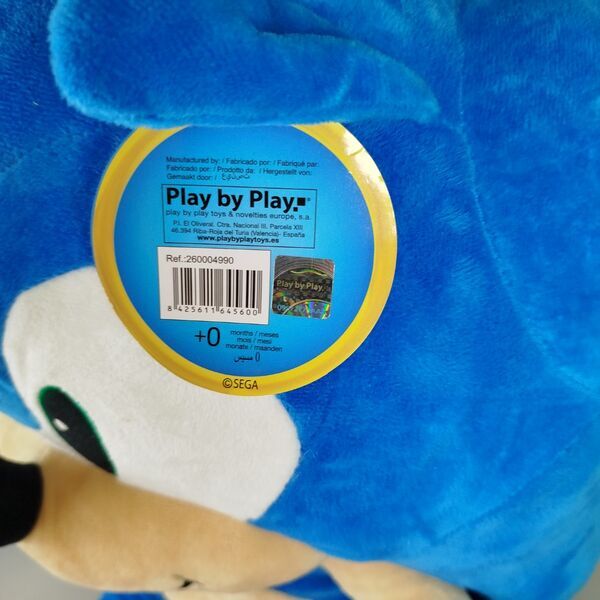 Manufactured by: / Fabricado por: / Fabriqué par:
Fabricado por: / Prodotto da: / Hergestellt von:
Gemaakt door: /
Play by Play.®
play by play toys & novelties europe, s.a.
P.I. El Oliveral, Ctra. Nacional III, Parcela XIII
46.394 Riba-Roja del Turia (Valencia)- España
www.playbyplaytoys.es
Ref.:260004990
8 425611 645600
Play by Play
+0
months / meses
mois / mesi
monate / maanden
©SEGA